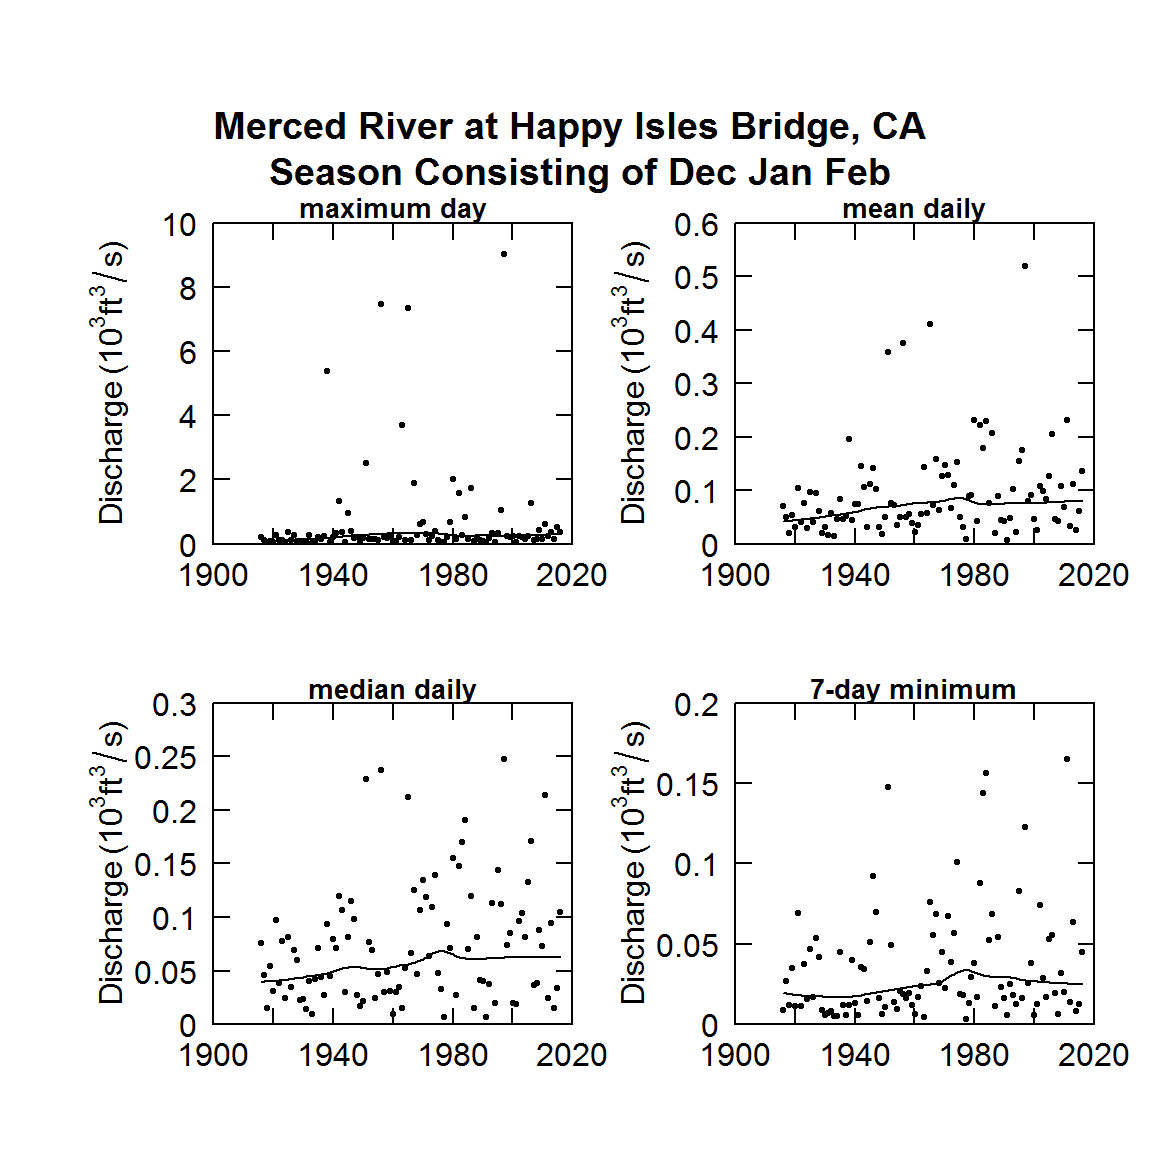 Merced River at Happy Isles Bridge, CA
Season Consisting of Dec Jan Feb
maximum day
Discharge (10³ft³/s)
10
8
6
4
2
0
1900 1940 1980 2020
mean daily
Discharge (10³ft³/s)
0.6
0.5
0.4
0.3
0.2
0.1
0
1900 1940 1980 2020
median daily
Discharge (10³ft³/s)
0.3
0.25
0.2
0.15
0.1
0.05
0
1900 1940 1980 2020
7-day minimum
Discharge (10³ft³/s)
0.2
0.15
0.1
0.05
0
1900 1940 1980 2020